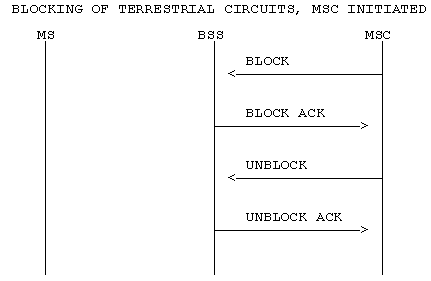 BLOCKING OF TERRESTRIAL CIRCUITS, MSC INITIATED
MS BSS MSC
BLOCK
BLOCK ACK
UNBLOCK
UNBLOCK ACK